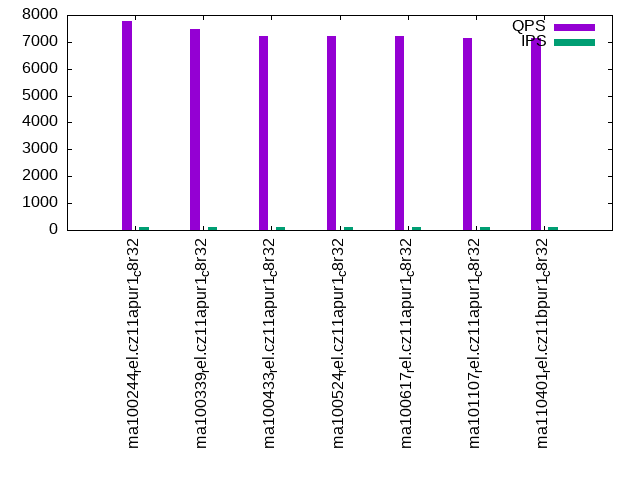 8000
7000
6000
5000
4000
3000
2000
1000
0
QPS
IPS
ma100244rel.cz11apur1c8r32
ma100339rel.cz11apur1c8r32
ma100433rel.cz11apur1c8r32
ma100524rel.cz11apur1c8r32
ma100617rel.cz11apur1c8r32
ma101107rel.cz11apur1c8r32
ma110401rel.cz11bpur1c8r32